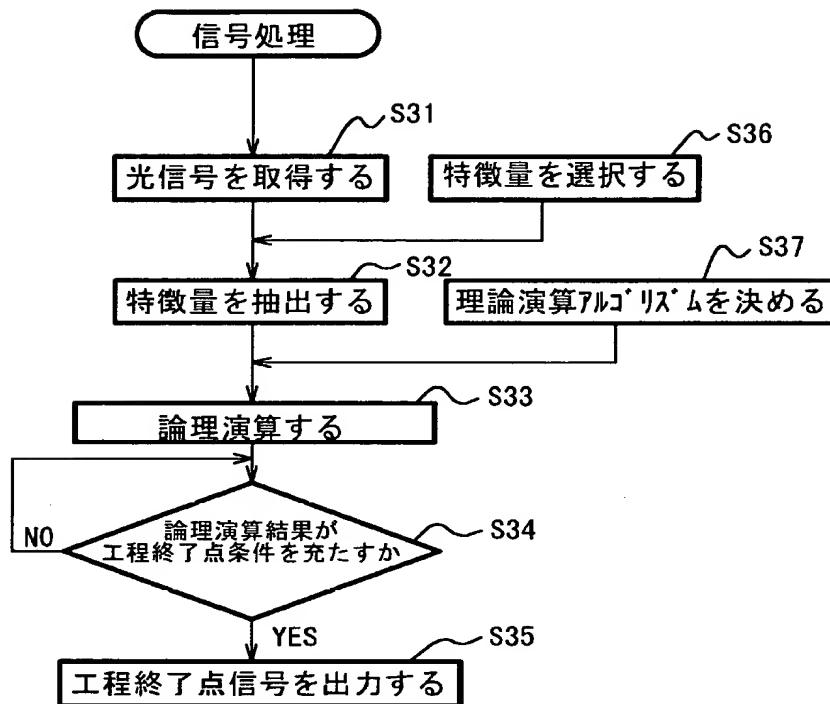 信号処理
S31
光信号を取得する
S36
特徴量を選択する
S32
特徴量を抽出する
S37
理論演算ｱﾙｺﾞﾘｽﾞﾑを決める
S33
論理演算する
論理演算結果が
工程終了点条件を充たすか
S34
NO
YES
S35
工程終了点信号を出力する